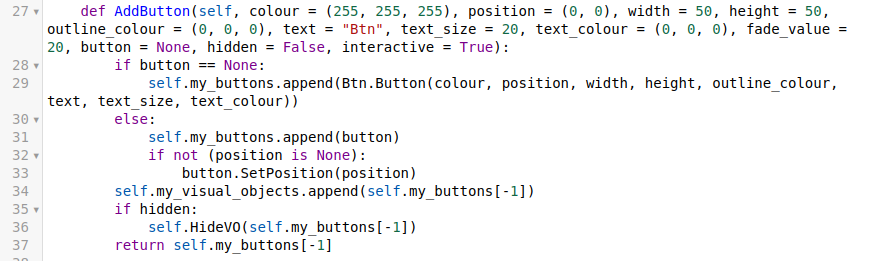 27    def AddButton(self, colour = (255, 255, 255), position = (0, 0), width = 50, height = 50,
outline_colour = (0, 0, 0), text = "Btn", text_size = 20, text_colour = (0, 0, 0), fade_value =
20, button = None, hidden = False, interactive = True):
28        if button == None:
29            self.my_buttons.append(Btn.Button(colour, position, width, height, outline_colour,
text, text_size, text_colour))
30        else:
31            self.my_buttons.append(button)
32            if not (position is None):
33                button.SetPosition(position)
34        self.my_visual_objects.append(self.my_buttons[-1])
35        if hidden:
36            self.HideVO(self.my_buttons[-1])
37        return self.my_buttons[-1]